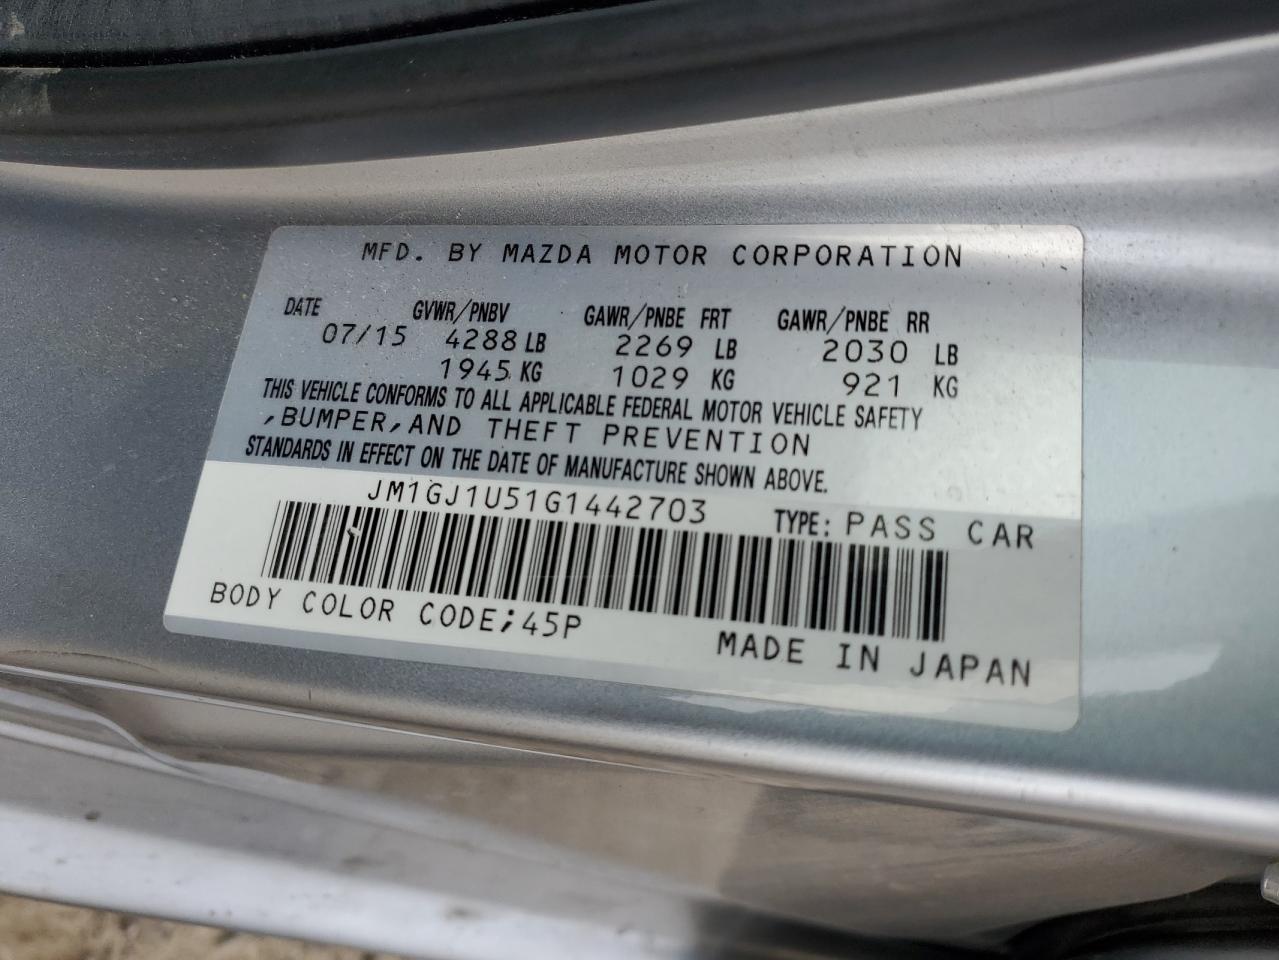 MFD. BY MAZDA MOTOR CORPORATION
DATE GVWR/PNBV GAWR/PNBE FRT GAWR/PNBE RR
07/15 4288 LB 2269 LB 2030 LB
1945 KG 1029 KG 921 KG
THIS VEHICLE CONFORMS TO ALL APPLICABLE FEDERAL MOTOR VEHICLE SAFETY
,BUMPER,AND THEFT PREVENTION
STANDARDS IN EFFECT ON THE DATE OF MANUFACTURE SHOWN ABOVE.
JM1GJ1U51G1442703 TYPE: PASS CAR
BODY COLOR CODE;45P MADE IN JAPAN